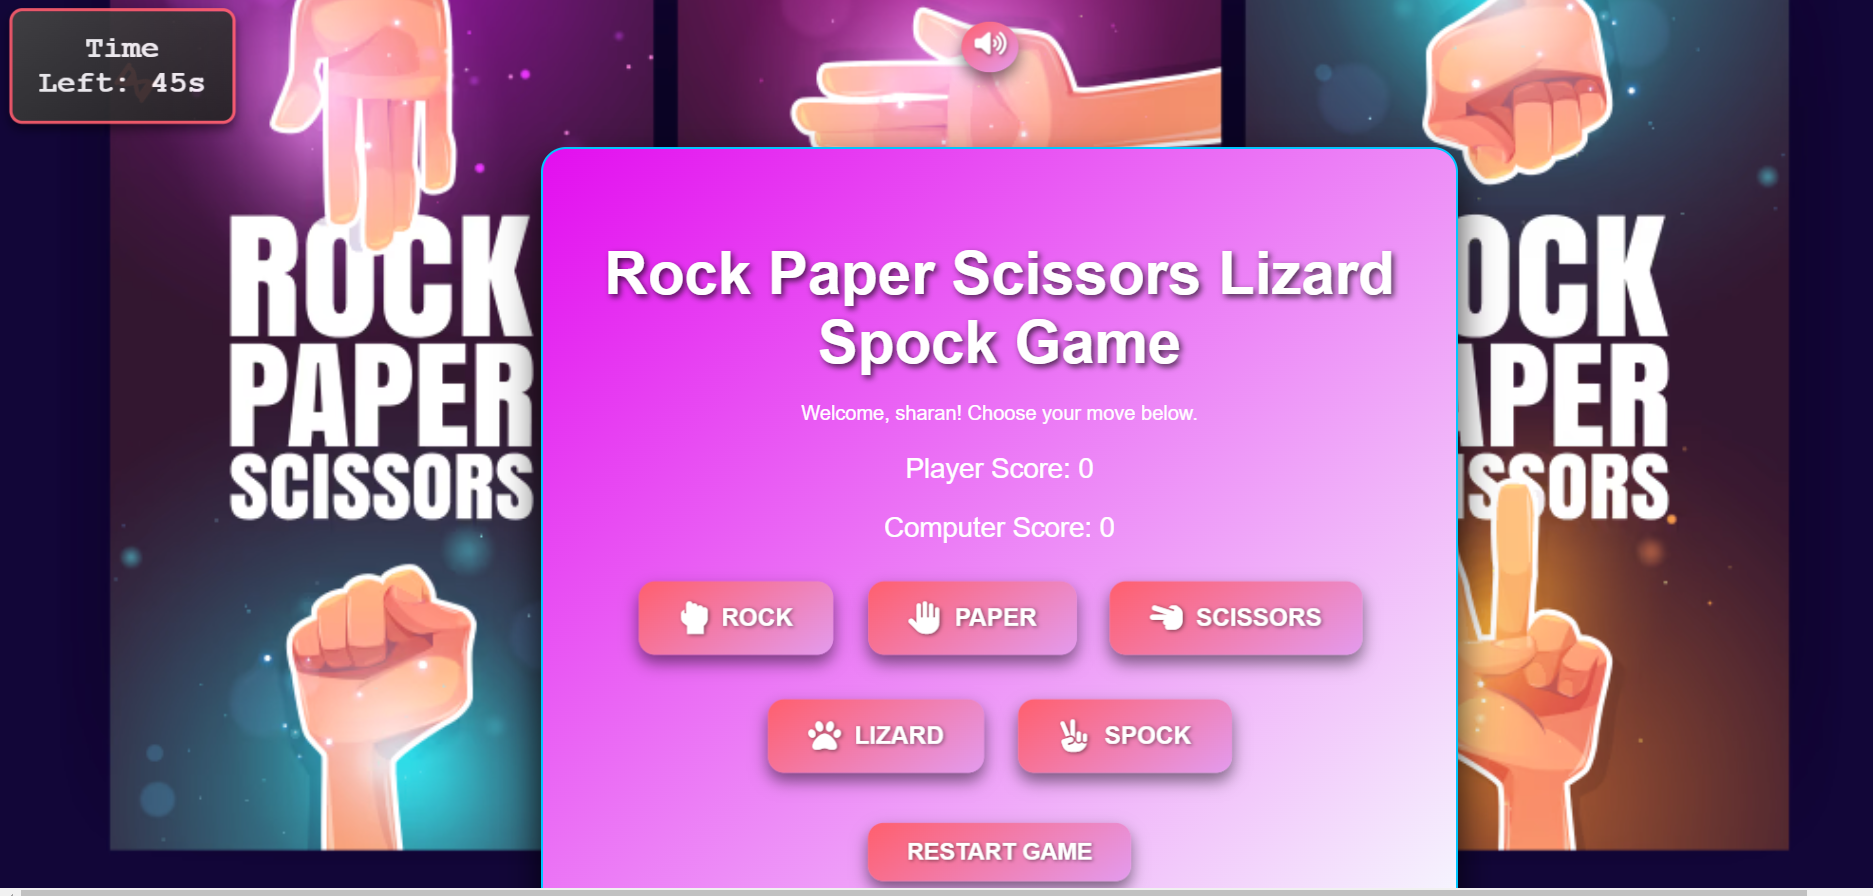 Time
Left: 45s
ROCK
PAPER
SCISSORS
Rock Paper Scissors Lizard
Spock Game
Welcome, sharan! Choose your move below.
Player Score: 0
Computer Score: 0
ROCK
PAPER
SCISSORS
LIZARD
SPOCK
RESTART GAME
OCK
APER
ISSORS